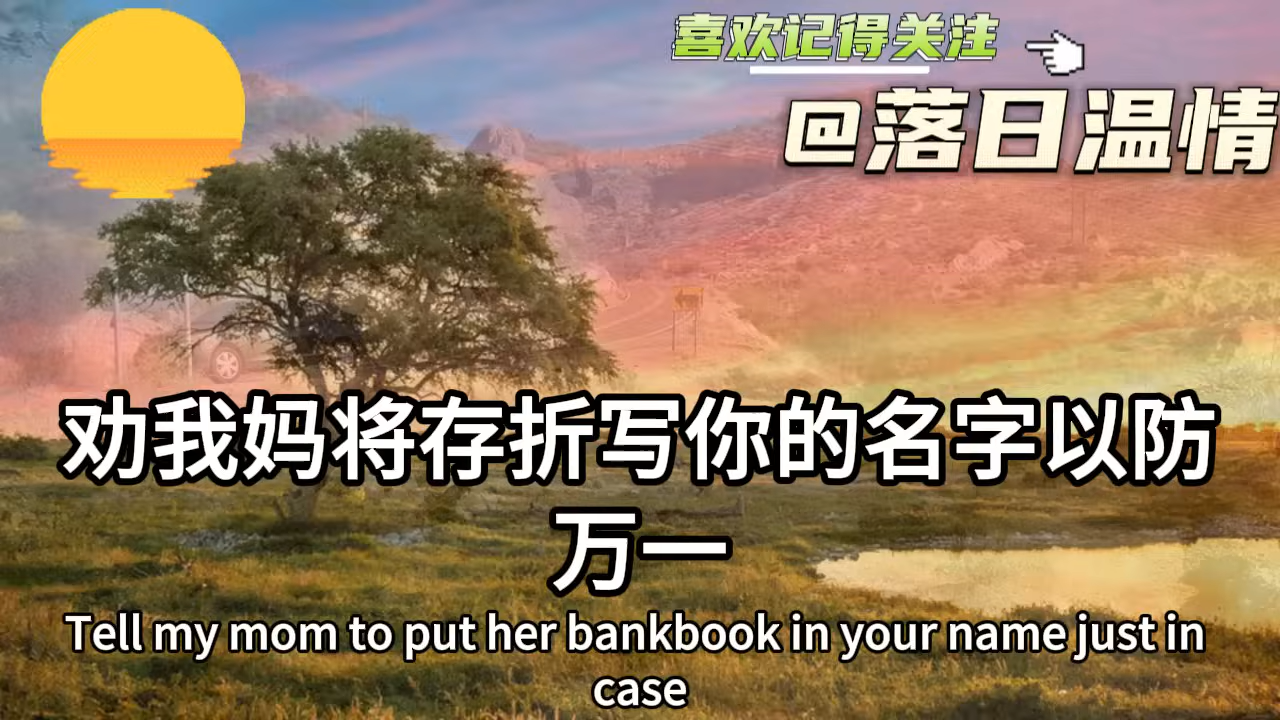 喜欢记得关注
@落日温情
劝我妈将存折写你的名字以防
万一
Tell my mom to put her bankbook in your name just in
case